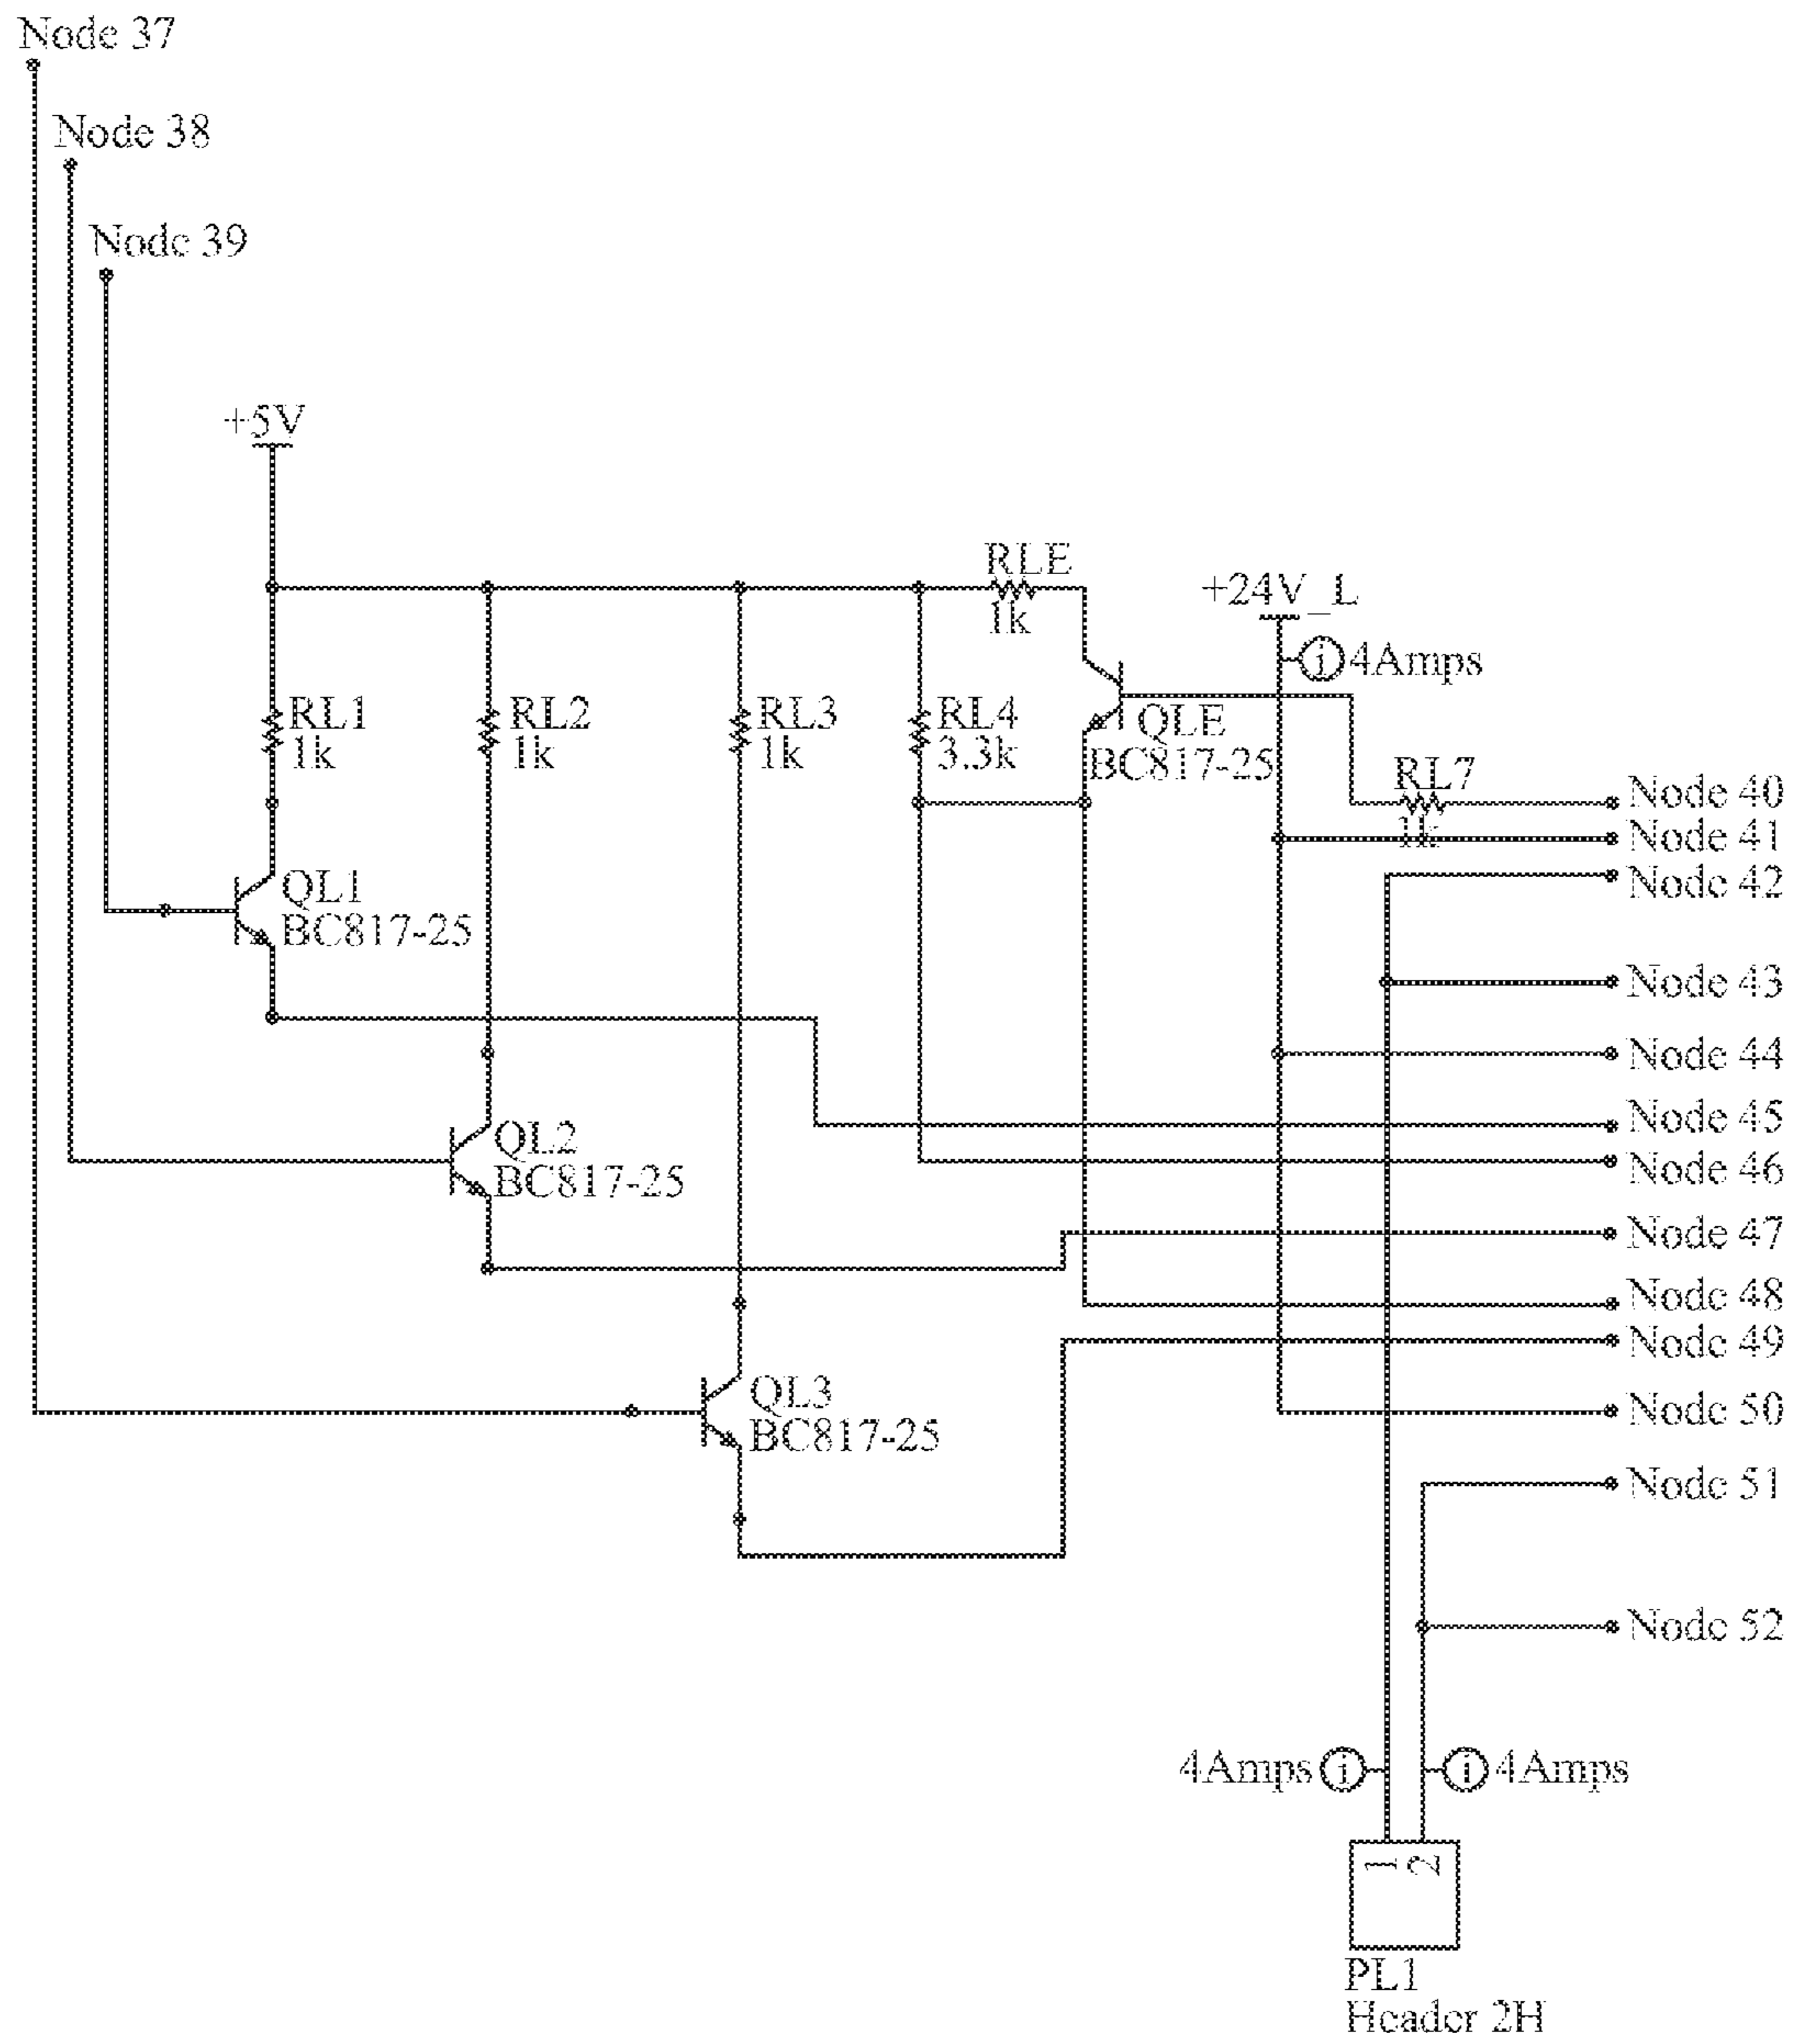 Node 37
Node 38
Node 39
+5V
RLE
1k
+24V_L
i 4Amps
RL1
1k
RL2
1k
RL3
1k
RL4
3.3k
QLE
BC817-25
RL7
1k
Node 40
Node 41
Node 42
QL1
BC817-25
Node 43
Node 44
Node 45
QL2
BC817-25
Node 46
Node 47
Node 48
Node 49
QL3
BC817-25
Node 50
Node 51
Node 52
4Amps i
i 4Amps
1
2
PL1
Header 2H